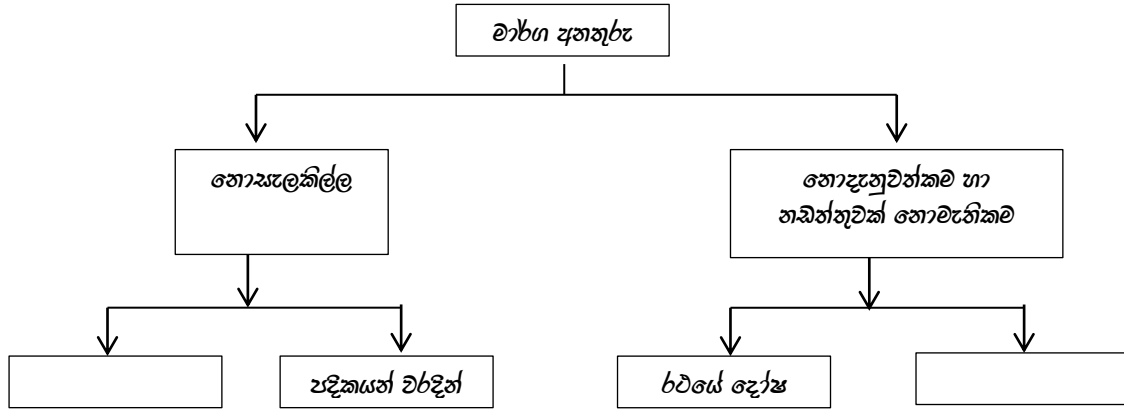 මාර්ග අනතුරු
නොසැලකිල්ල
නොදැනුවත්කම හා
නඩත්තුවක් නොමැතිකම
පදිකයන් වරදින්
රථයේ දෝෂ